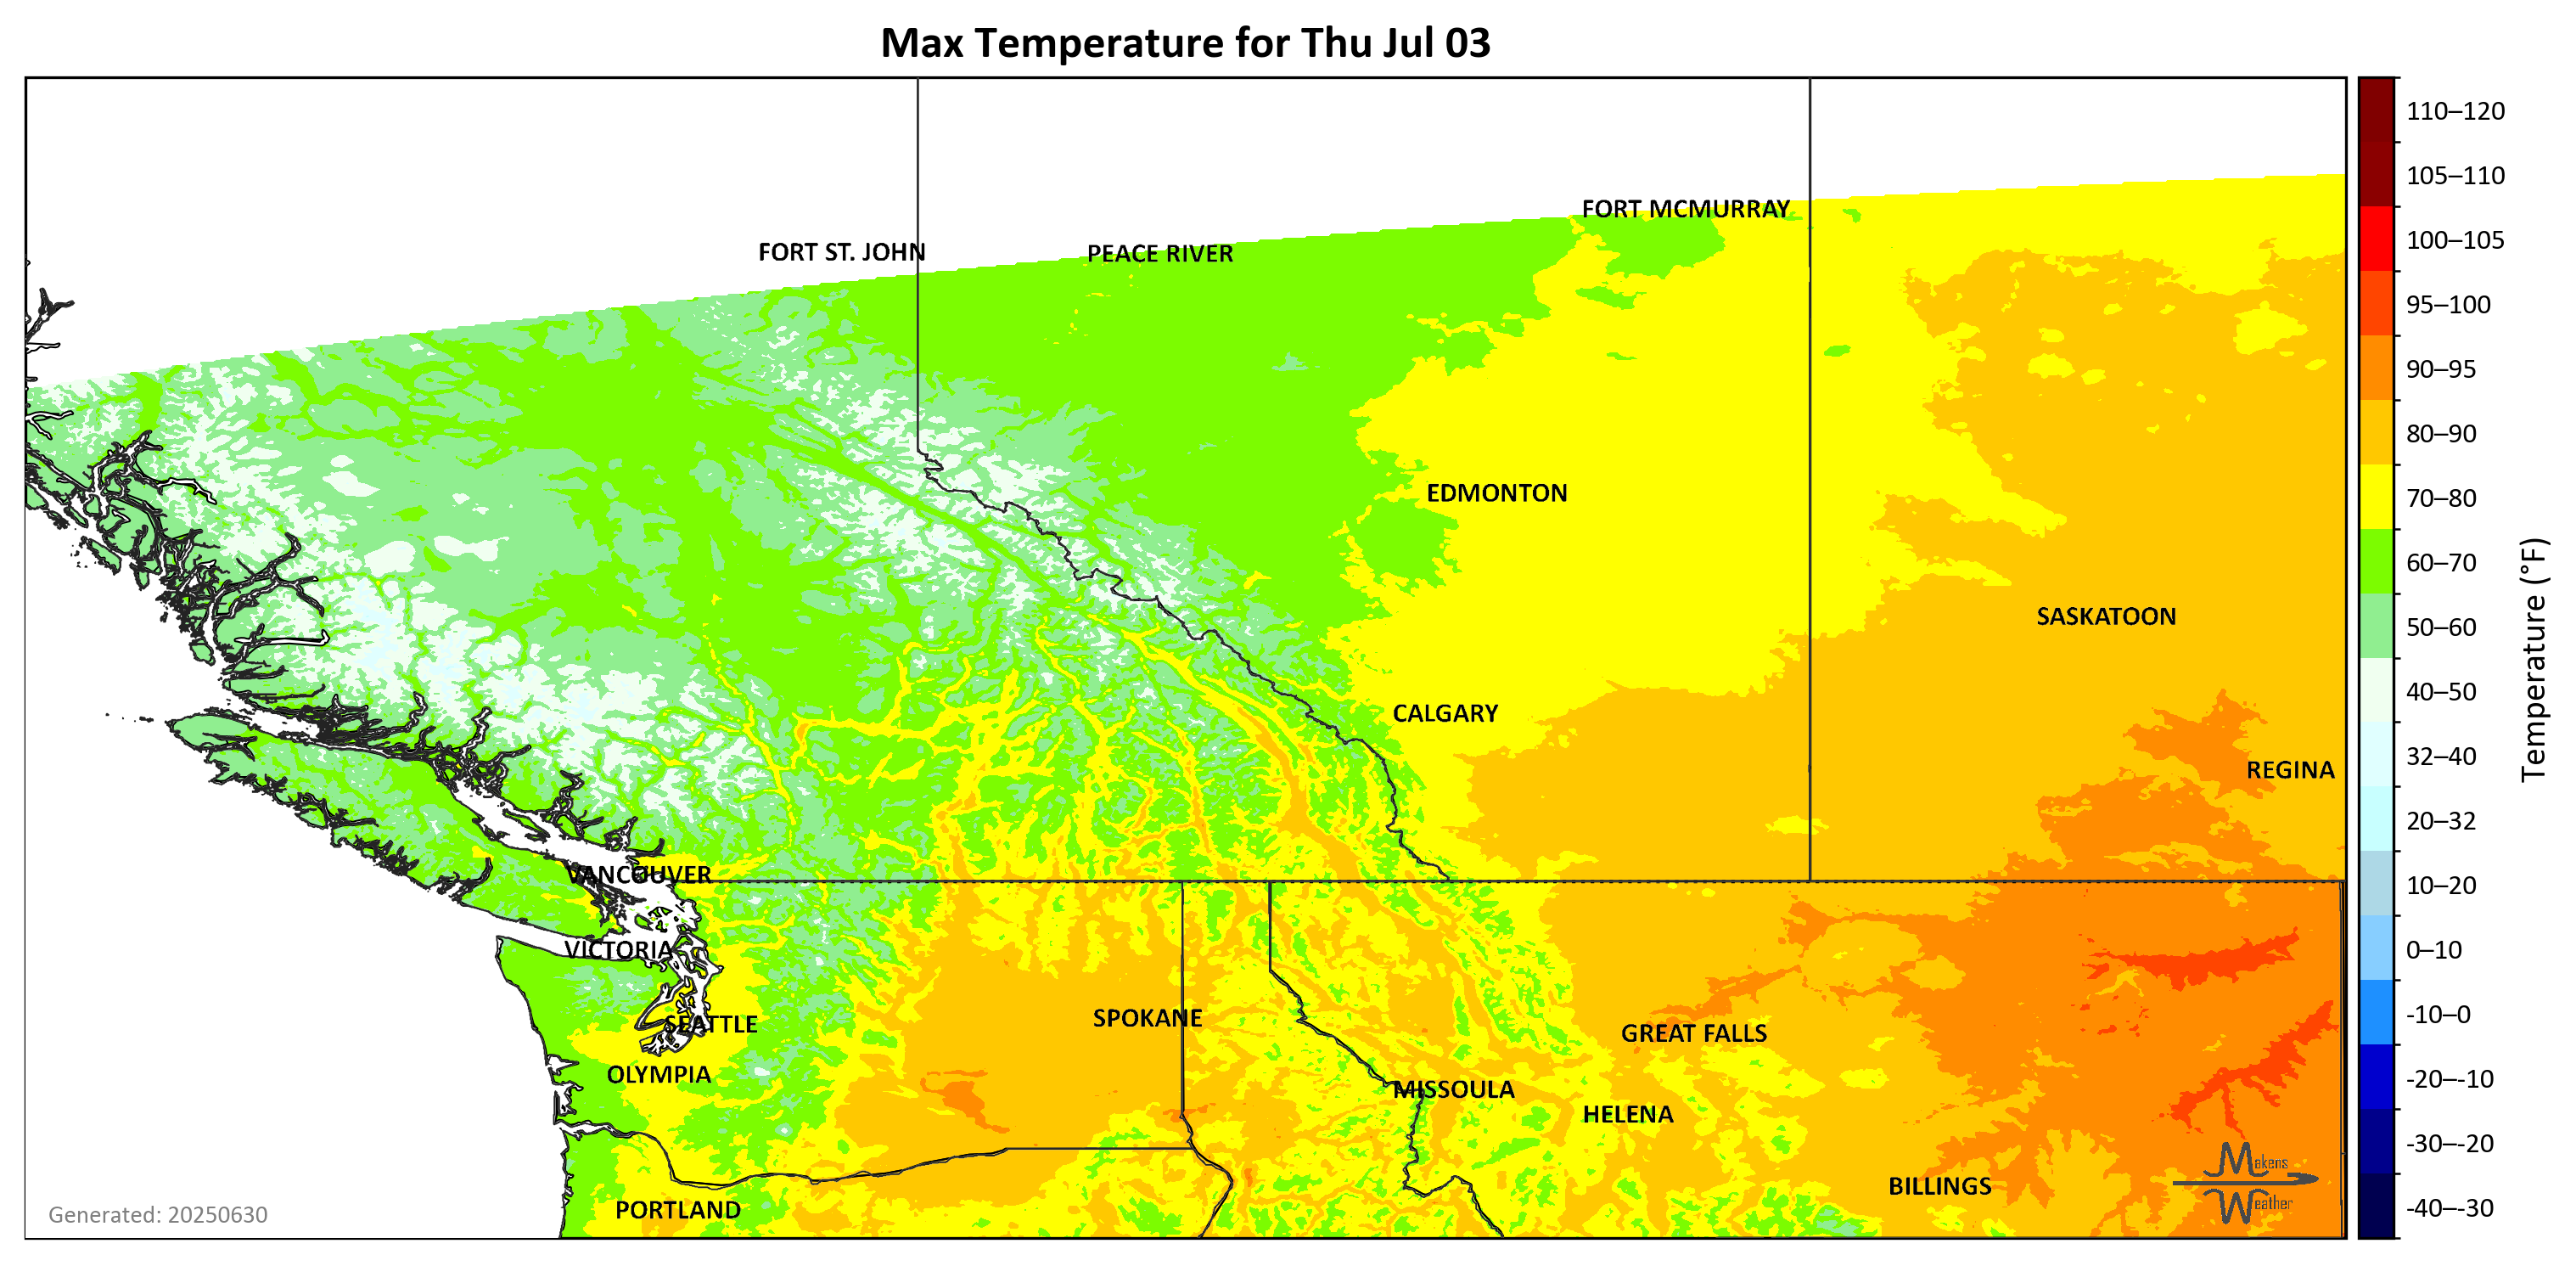 Max Temperature for Thu Jul 03
FORT MCMURRAY
FORT ST. JOHN
PEACE RIVER
EDMONTON
SASKATOON
CALGARY
REGINA
VANCOUVER
VICTORIA
SEATTLE
SPOKANE
GREAT FALLS
OLYMPIA
MISSOULA
HELENA
BILLINGS
PORTLAND
Makens
Weather
Generated: 20250630
110–120
105–110
100–105
95–100
90–95
80–90
70–80
60–70
50–60
40–50
32–40
20–32
10–20
0–10
-10–0
-20–-10
-30–-20
-40–-30
Temperature (°F)